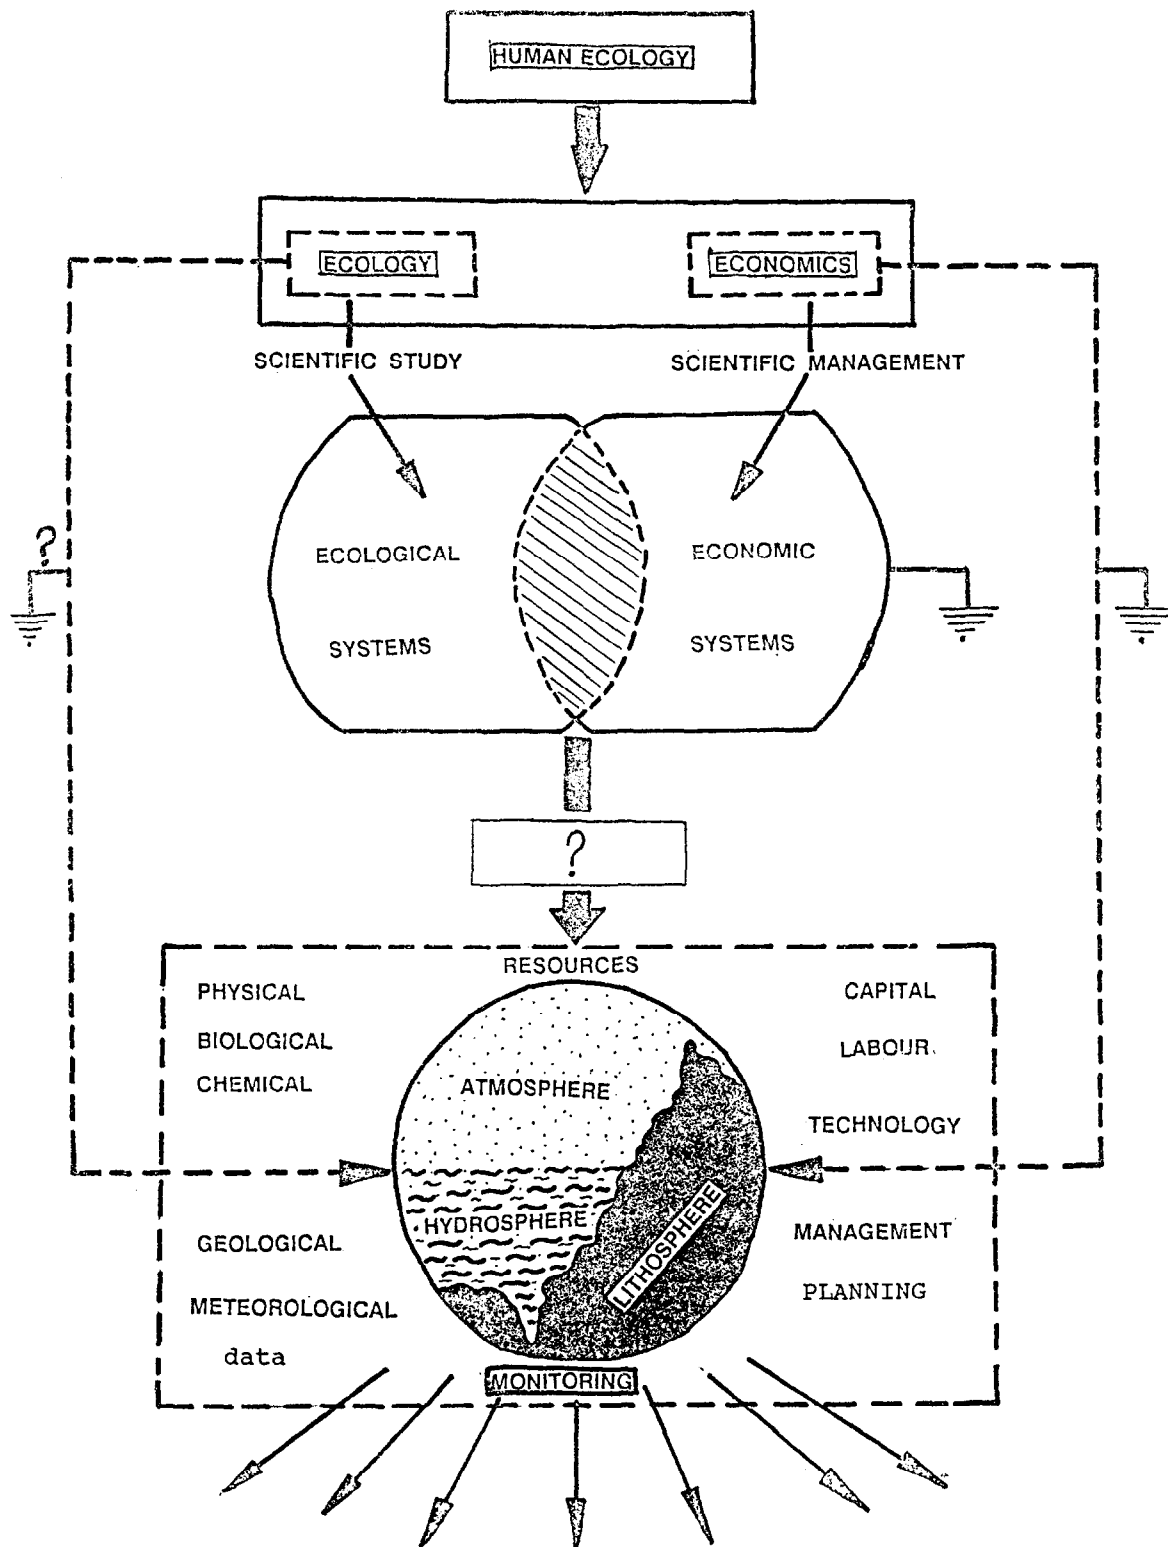 HUMAN ECOLOGY
ECOLOGY
ECONOMICS
SCIENTIFIC STUDY
SCIENTIFIC MANAGEMENT
ECOLOGICAL
SYSTEMS
ECONOMIC
SYSTEMS
?
?
RESOURCES
PHYSICAL
BIOLOGICAL
CHEMICAL
CAPITAL
LABOUR
TECHNOLOGY
ATMOSPHERE
HYDROSPHERE
LITHOSPHERE
GEOLOGICAL
METEOROLOGICAL
data
MANAGEMENT
PLANNING
MONITORING